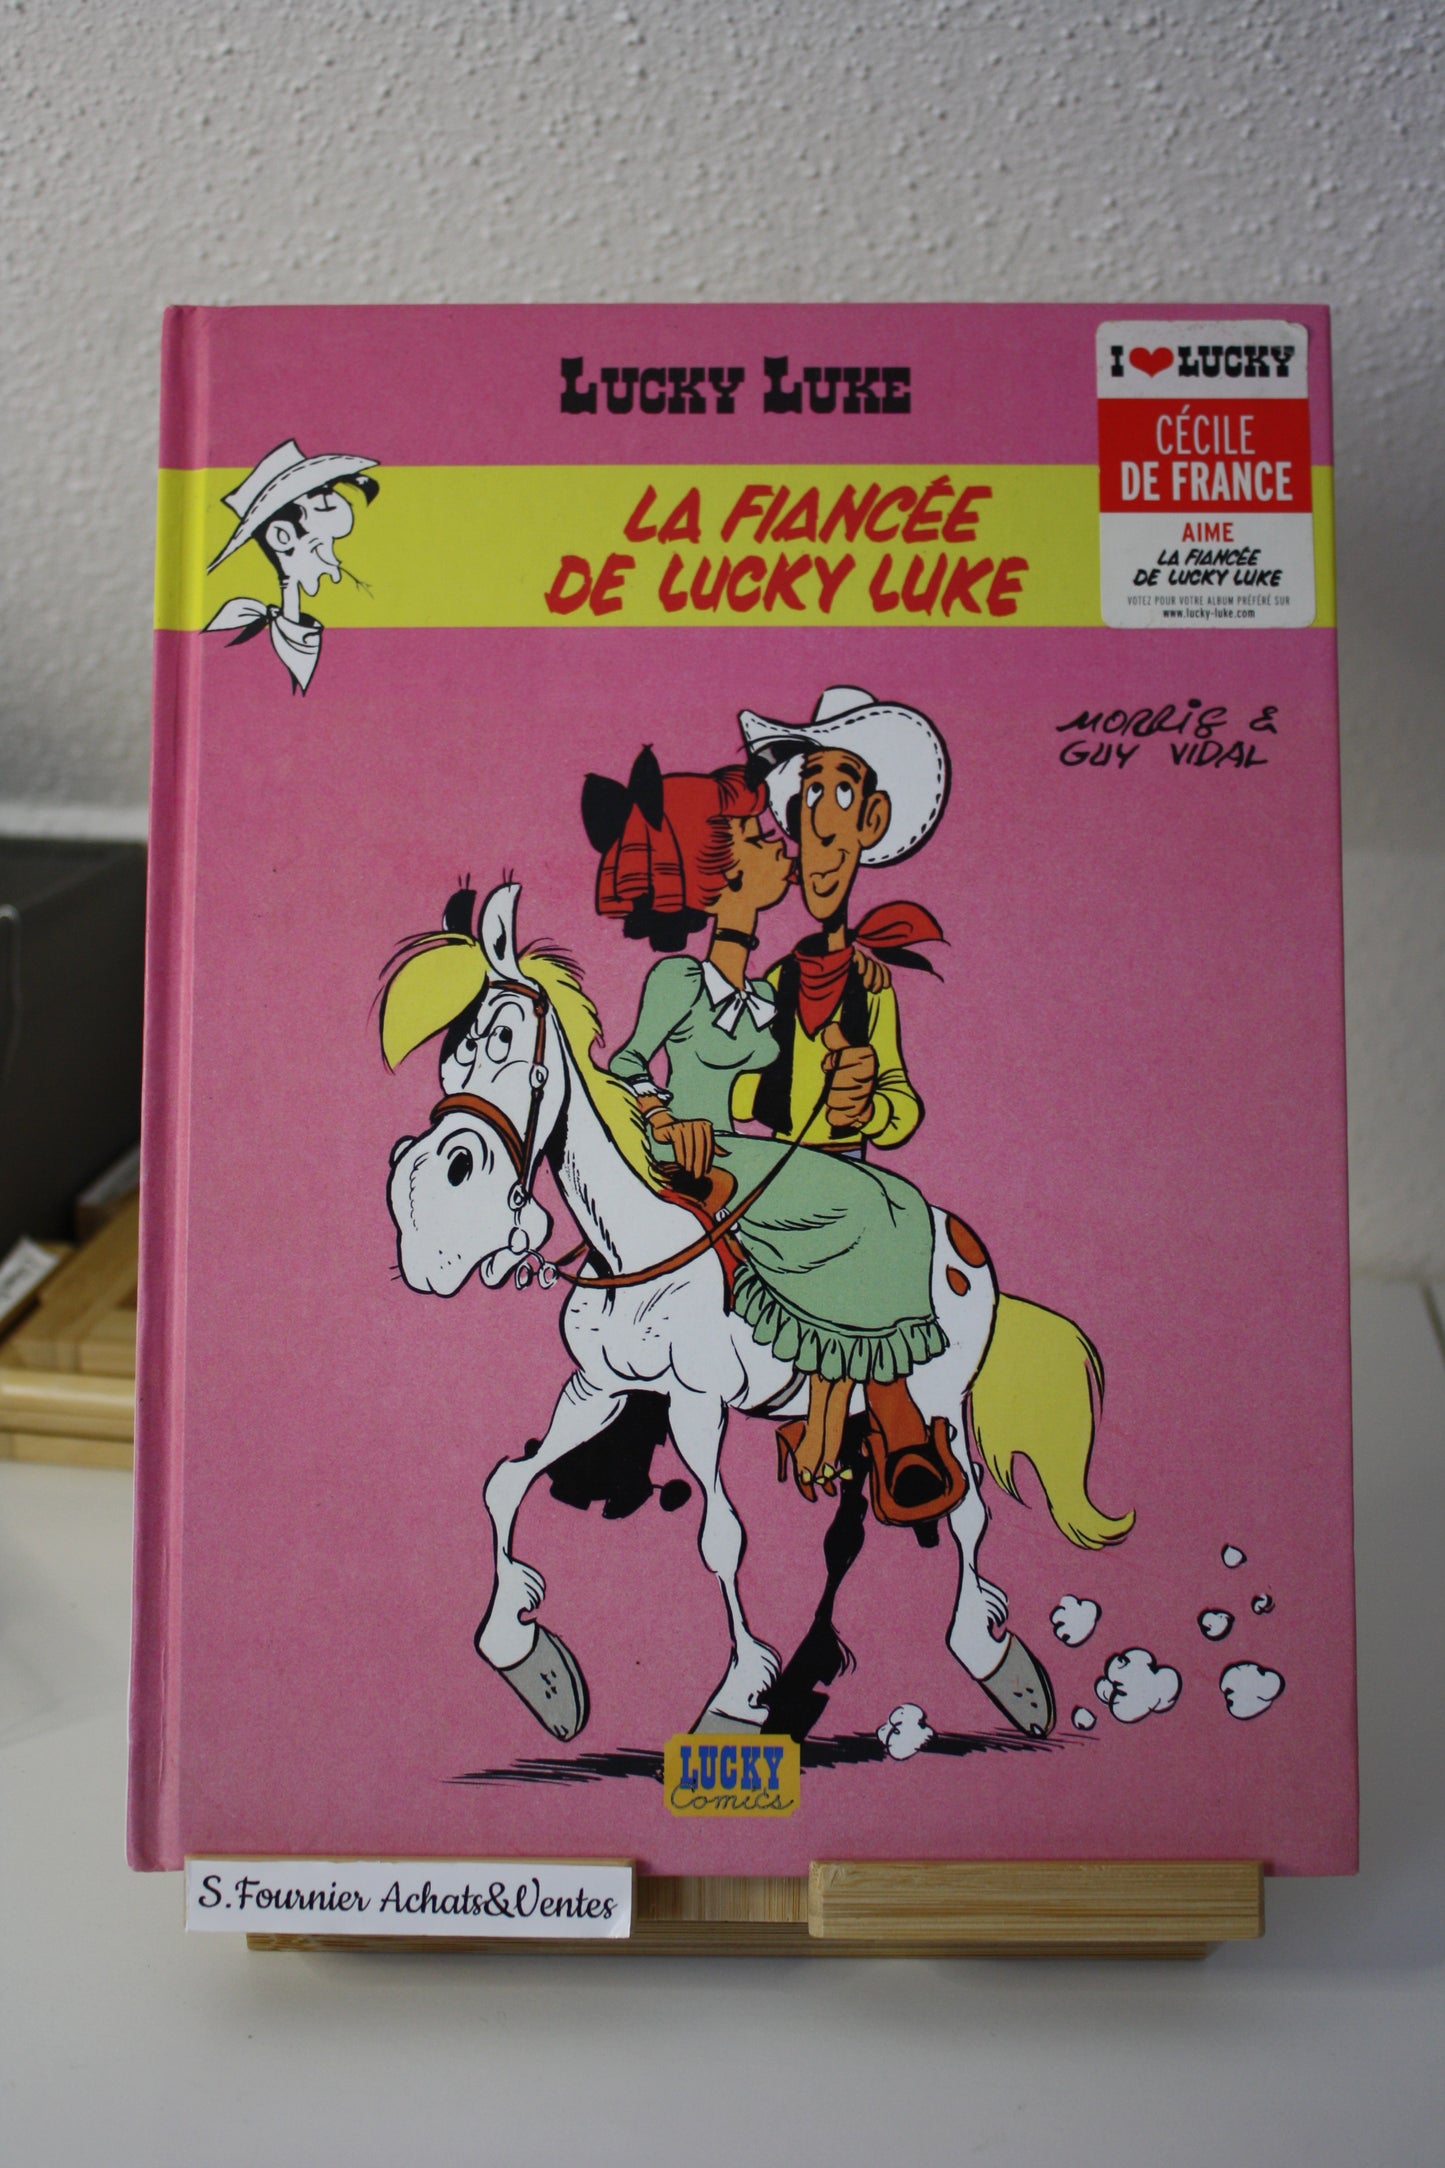 LUCKY LUKE
I ❤ LUCKY
CÉCILE
DE FRANCE
AIME
LA FIANCÉE
DE LUCKY LUKE
VOTEZ POUR VOTRE ALBUM PRÉFÉRÉ SUR
www.lucky-luke.com
LA FIANCÉE
DE LUCKY LUKE
MORRIS &
GUY VIDAL
LUCKY
Comics
S.Fournier Achats&Ventes